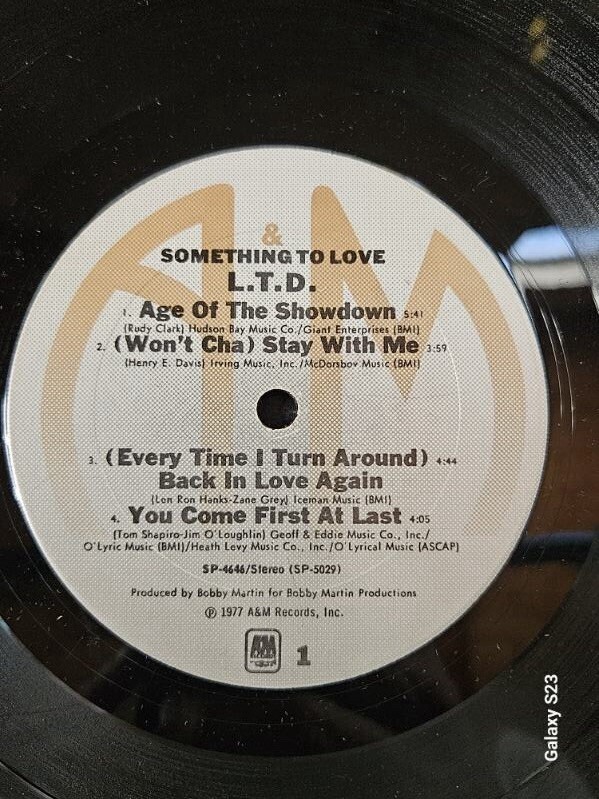 &
SOMETHING TO LOVE
L.T.D.
1. Age Of The Showdown 5:41
(Rudy Clark) Hudson Bay Music Co./Giant Enterprises (BMI)
2. (Won't Cha) Stay With Me 3:59
(Henry E. Davis) Irving Music, Inc./McDorsbov Music (BMI)
3. (Every Time I Turn Around) 4:44
Back In Love Again
(Len Ron Hanks-Zane Grey) Iceman Music (BMI)
4. You Come First At Last 4:05
(Tom Shapiro-Jim O'Loughlin) Geoff & Eddie Music Co., Inc./
O'Lyric Music (BMI)/Heath Levy Music Co., Inc./O'Lyrical Music (ASCAP)
SP-4646/Stereo (SP-5029)
Produced by Bobby Martin for Bobby Martin Productions
℗ 1977 A&M Records, Inc.
A&M
1
Galaxy S23